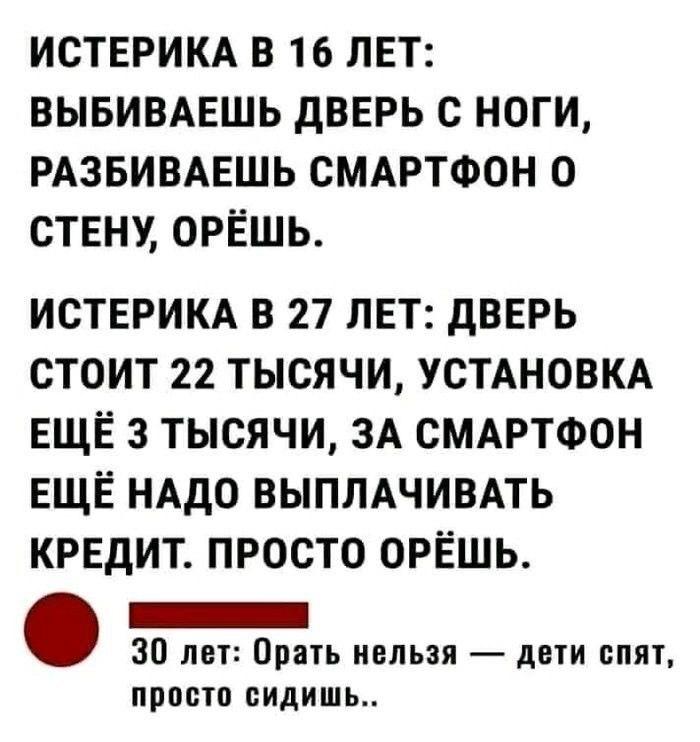 ИСТЕРИКА В 16 ЛЕТ:
ВЫБИВАЕШЬ ДВЕРЬ С НОГИ,
РАЗБИВАЕШЬ СМАРТФОН О
СТЕНУ, ОРЁШЬ.
ИСТЕРИКА В 27 ЛЕТ: ДВЕРЬ
СТОИТ 22 ТЫСЯЧИ, УСТАНОВКА
ЕЩЁ 3 ТЫСЯЧИ, ЗА СМАРТФОН
ЕЩЁ НАДО ВЫПЛАЧИВАТЬ
КРЕДИТ. ПРОСТО ОРЁШЬ.
30 лет: Орать нельзя — дети спят,
просто сидишь..